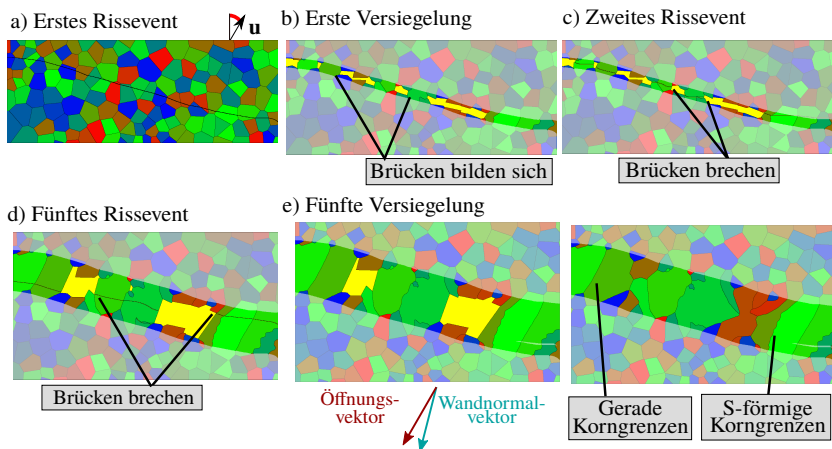 a) Erstes Rissevent
u
b) Erste Versiegelung
c) Zweites Rissevent
Brücken bilden sich
Brücken brechen
d) Fünftes Rissevent
e) Fünfte Versiegelung
Brücken brechen
Öffnungs-
vektor
Wandnormal-
vektor
Gerade
Korngrenzen
S-förmige
Korngrenzen